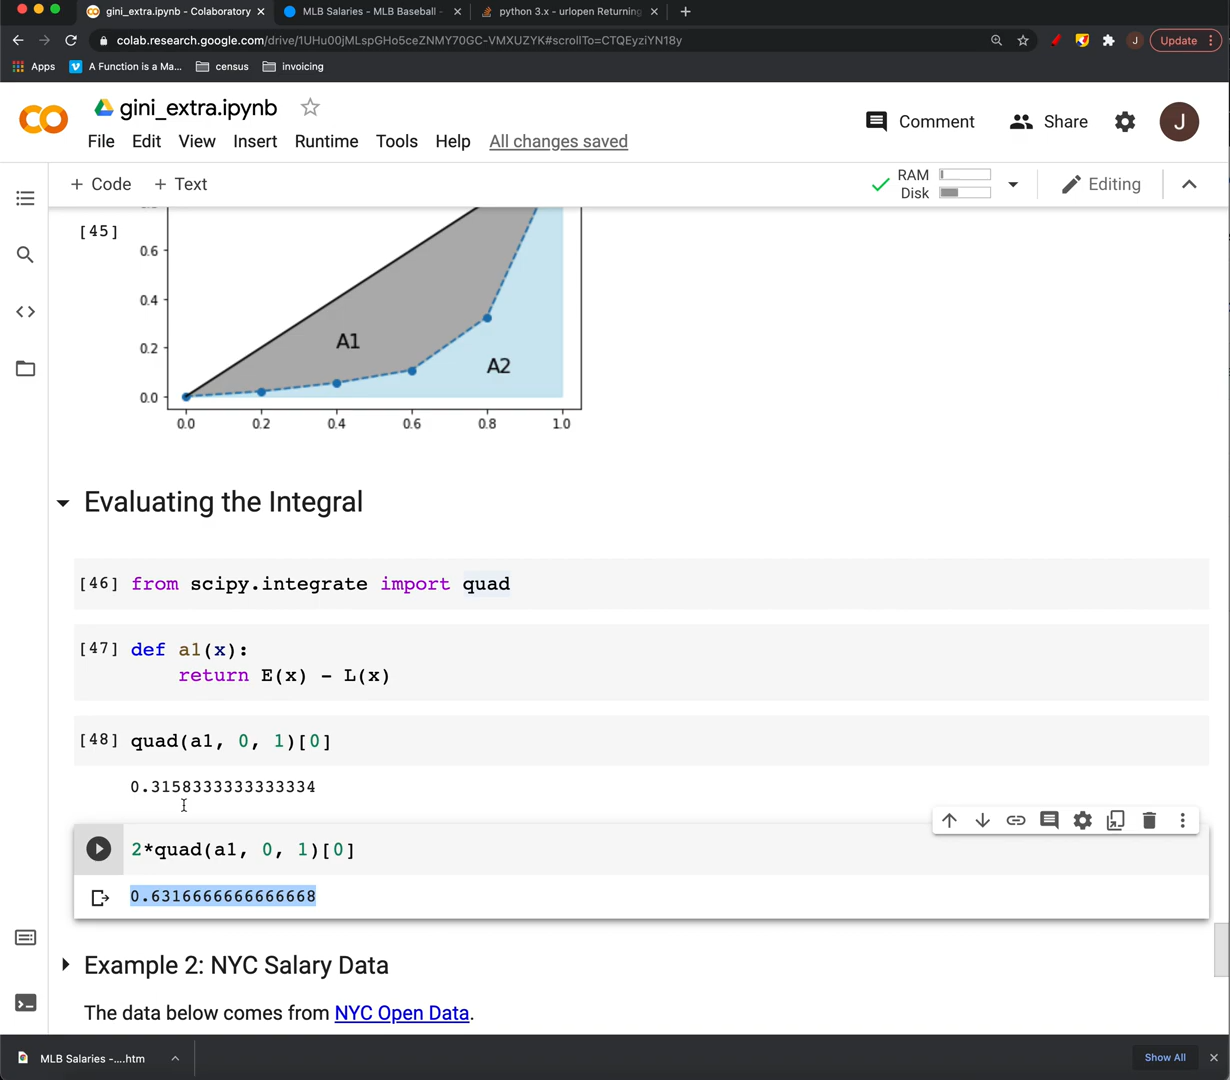 gini_extra.ipynb - Colaboratory
MLB Salaries - MLB Baseball -
python 3.x - urlopen Returning
colab.research.google.com/drive/1UHu00jMLspGHo5ceZNMY70GC-VMXUZYK#scrollTo=CTQEyziYN18y
J
Update
Apps
A Function is a Ma...
census
invoicing
gini_extra.ipynb
Comment
Share
J
File
Edit
View
Insert
Runtime
Tools
Help
All changes saved
+ Code
+ Text
RAM
Disk
Editing
[45]
0.6
0.4
0.2
0.0
A1
A2
0.0 0.2 0.4 0.6 0.8 1.0
Evaluating the Integral
[46] from scipy.integrate import quad
[47] def a1(x):
return E(x) - L(x)
[48] quad(a1, 0, 1)[0]
0.3158333333333334
2*quad(a1, 0, 1)[0]
0.6316666666666668
Example 2: NYC Salary Data
The data below comes from NYC Open Data.
MLB Salaries -....htm
Show All